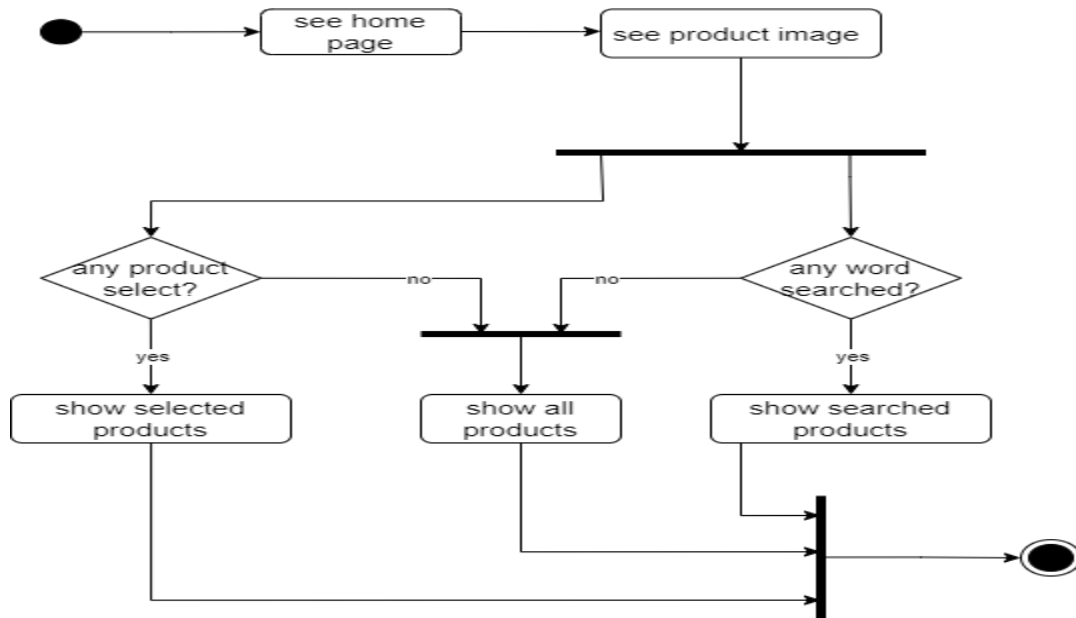 see home
page
see product image
any product
select?
no
no
any word
searched?
yes
yes
show selected
products
show all
products
show searched
products